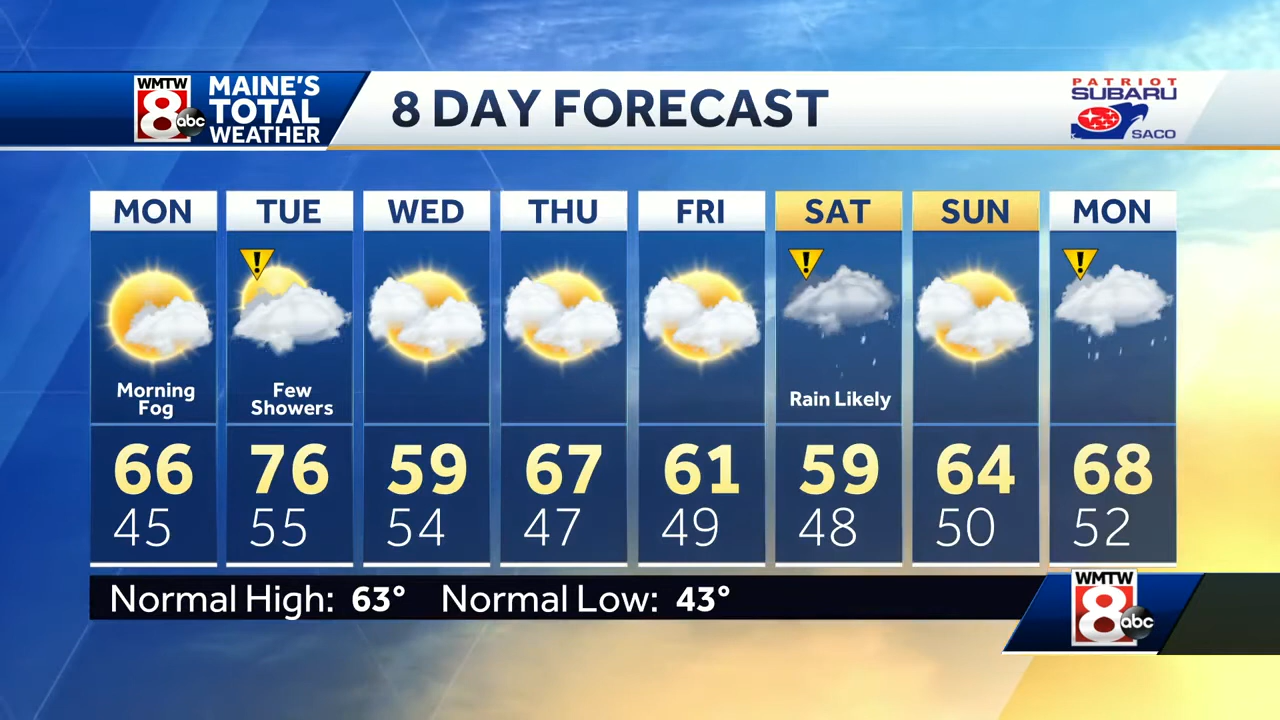 WMTW
8
abc
MAINE'S
TOTAL
WEATHER
8 DAY FORECAST
PATRIOT
SUBARU
SACO
MON TUE WED THU FRI SAT SUN MON
! ! !
Morning
Fog
Few
Showers
Rain Likely
66 76 59 67 61 59 64 68
45 55 54 47 49 48 50 52
Normal High: 63° Normal Low: 43°
WMTW
8
abc